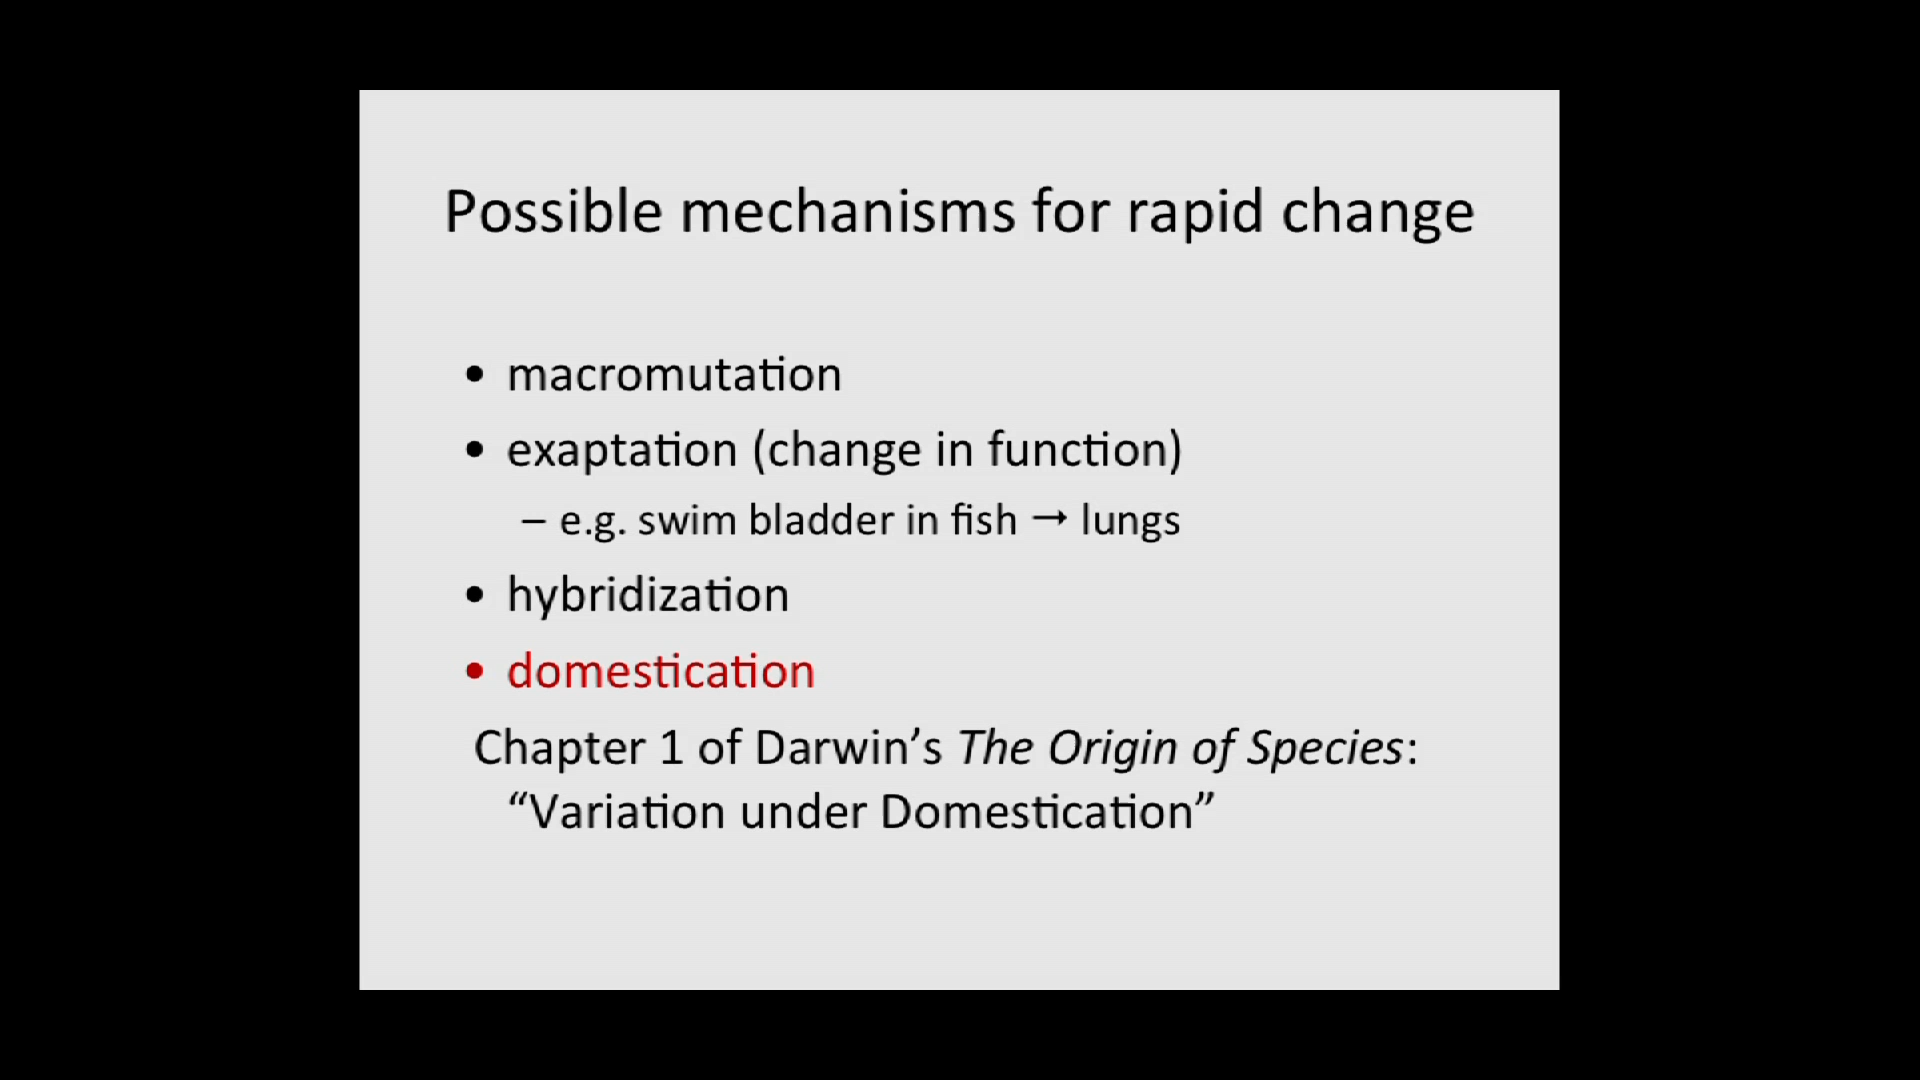 Possible mechanisms for rapid change
• macromutation
• exaptation (change in function)
– e.g. swim bladder in fish → lungs
• hybridization
• domestication
Chapter 1 of Darwin’s The Origin of Species:
“Variation under Domestication”